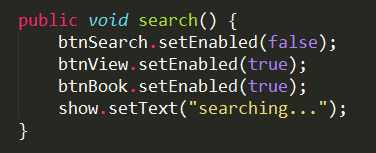 public void search() {
    btnSearch.setEnabled(false);
    btnView.setEnabled(true);
    btnBook.setEnabled(true);
    show.setText("searching...");
}